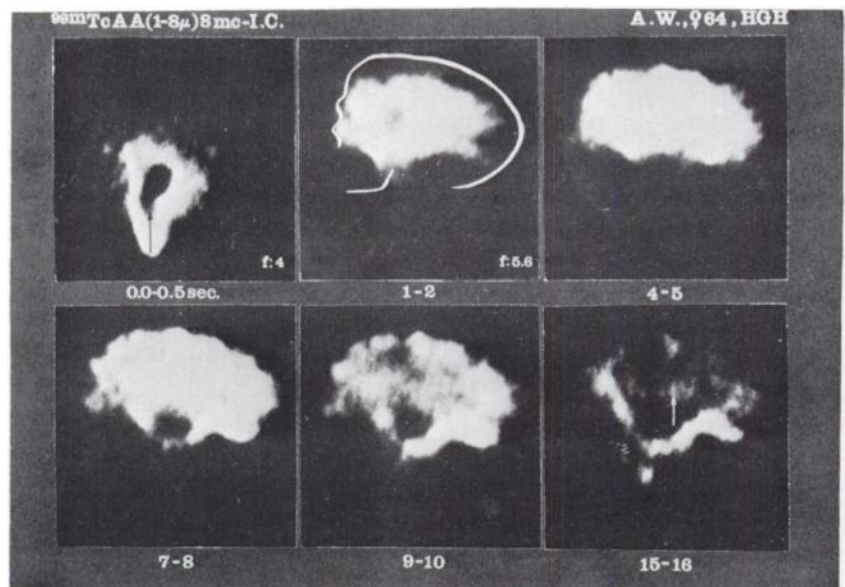 99mTcAA(1-8μ)8mc-I.C. A.W.,♀64,HGH
f:4 f:5.6
0.0-0.5sec. 1-2 4-5
7-8 9-10 15-16